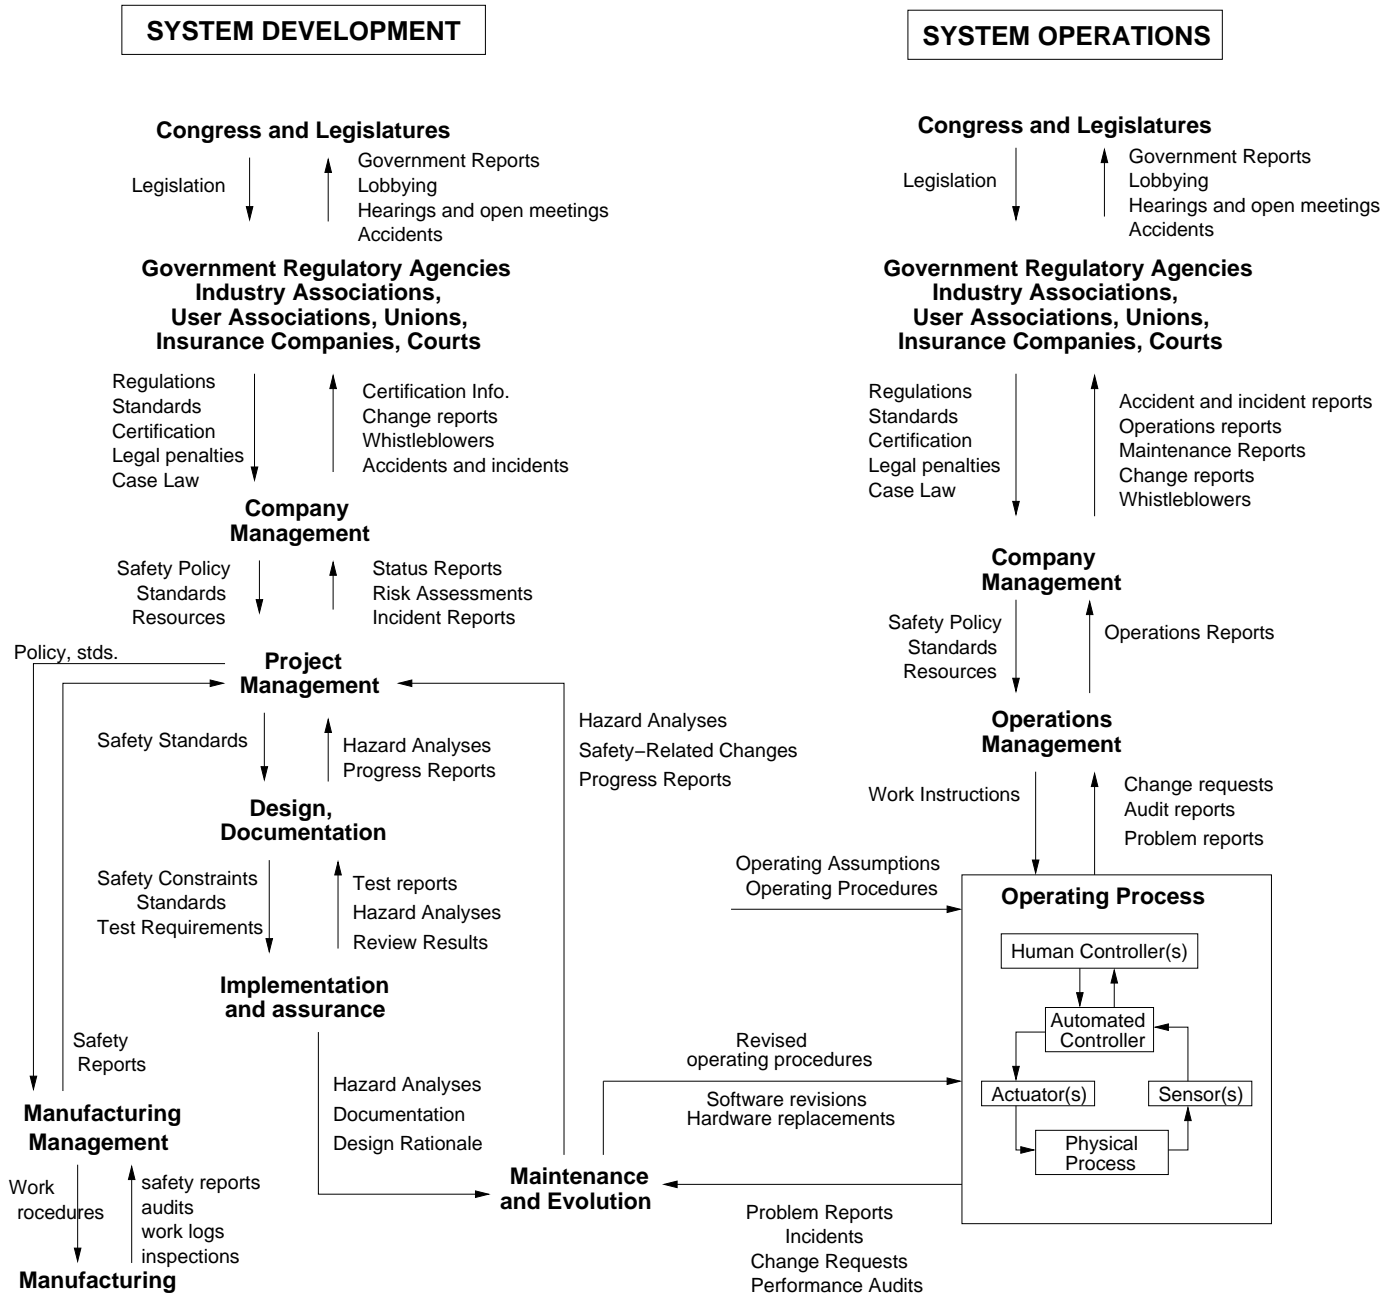 SYSTEM DEVELOPMENT
Congress and Legislatures
Legislation
Government Reports
Lobbying
Hearings and open meetings
Accidents
Government Regulatory Agencies
Industry Associations,
User Associations, Unions,
Insurance Companies, Courts
Regulations
Standards
Certification
Legal penalties
Case Law
Certification Info.
Change reports
Whistleblowers
Accidents and incidents
Company
Management
Safety Policy
Standards
Resources
Status Reports
Risk Assessments
Incident Reports
Policy, stds.
Project
Management
Safety Standards
Hazard Analyses
Progress Reports
Hazard Analyses
Safety−Related Changes
Progress Reports
Design,
Documentation
Safety Constraints
Standards
Test Requirements
Test reports
Hazard Analyses
Review Results
Implementation
and assurance
Safety
Reports
Hazard Analyses
Documentation
Design Rationale
Manufacturing
Management
Work
rocedures
safety reports
audits
work logs
inspections
Manufacturing
Maintenance
and Evolution
SYSTEM OPERATIONS
Congress and Legislatures
Legislation
Government Reports
Lobbying
Hearings and open meetings
Accidents
Government Regulatory Agencies
Industry Associations,
User Associations, Unions,
Insurance Companies, Courts
Regulations
Standards
Certification
Legal penalties
Case Law
Accident and incident reports
Operations reports
Maintenance Reports
Change reports
Whistleblowers
Company
Management
Safety Policy
Standards
Resources
Operations Reports
Operations
Management
Work Instructions
Change requests
Audit reports
Problem reports
Operating Assumptions
Operating Procedures
Operating Process
Human Controller(s)
Automated
Controller
Actuator(s)
Sensor(s)
Physical
Process
Revised
operating procedures
Software revisions
Hardware replacements
Problem Reports
Incidents
Change Requests
Performance Audits